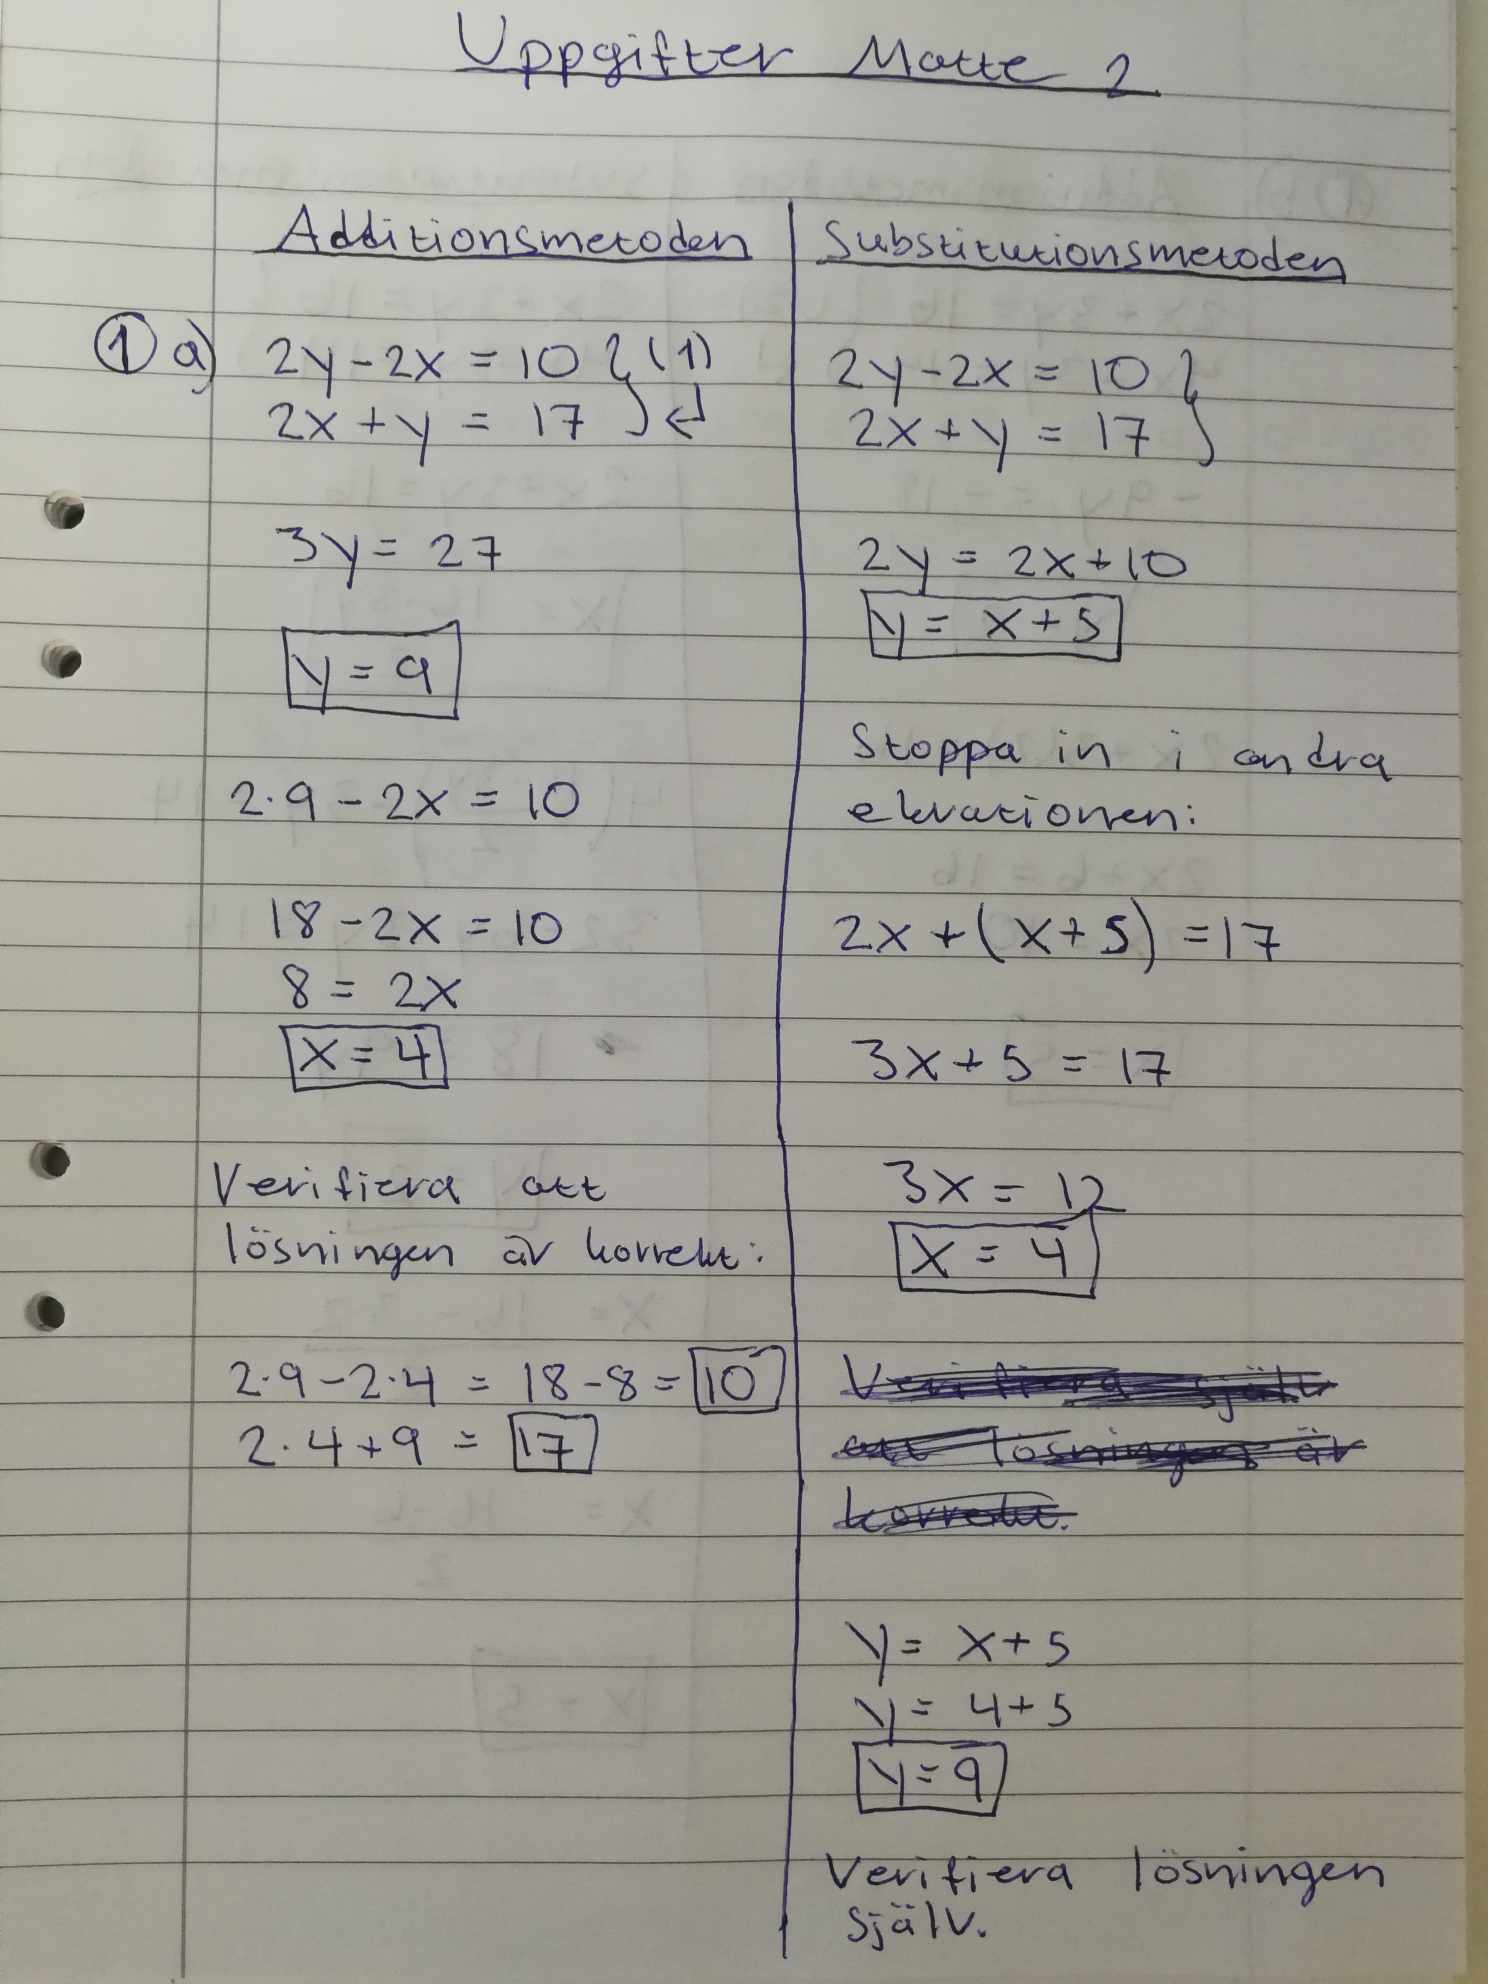 Uppgifter Matte 2
Additionsmetoden
① a) 2y-2x = 10 } (1)
2x + y = 17
3y = 27
y = 9
2·9 - 2x = 10
18 - 2x = 10
8 = 2x
x = 4
Verifiera att
lösningen är korrekt:
2·9 - 2·4 = 18 - 8 = 10
2·4+9 = 17
Substitutionsmetoden
2y-2x = 10 }
2x + y = 17
2y = 2x + 10
y = x + 5
Stoppa in i andra
ekvationen:
2x + (x+5) = 17
3x + 5 = 17
3x = 12
x = 4
Verifiera själv
att lösningen är
korrekt.
y = x + 5
y = 4 + 5
y = 9
Verifiera lösningen
själv.